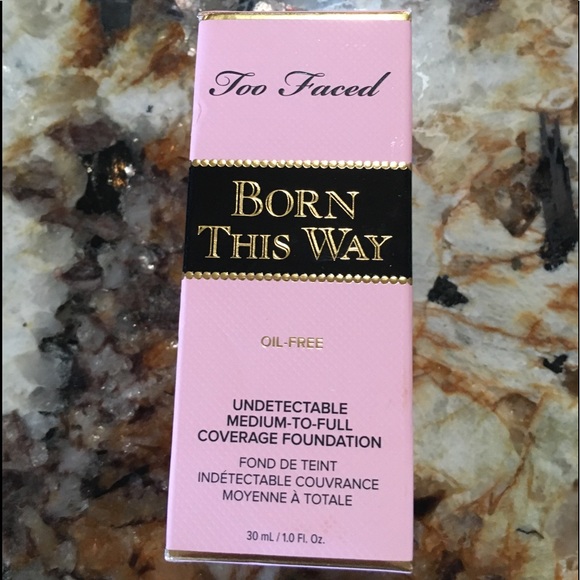 Too Faced
BORN
THIS WAY
OIL-FREE
UNDETECTABLE
MEDIUM-TO-FULL
COVERAGE FOUNDATION
FOND DE TEINT
INDÉTECTABLE COUVRANCE
MOYENNE À TOTALE
30 mL / 1.0 Fl. Oz.